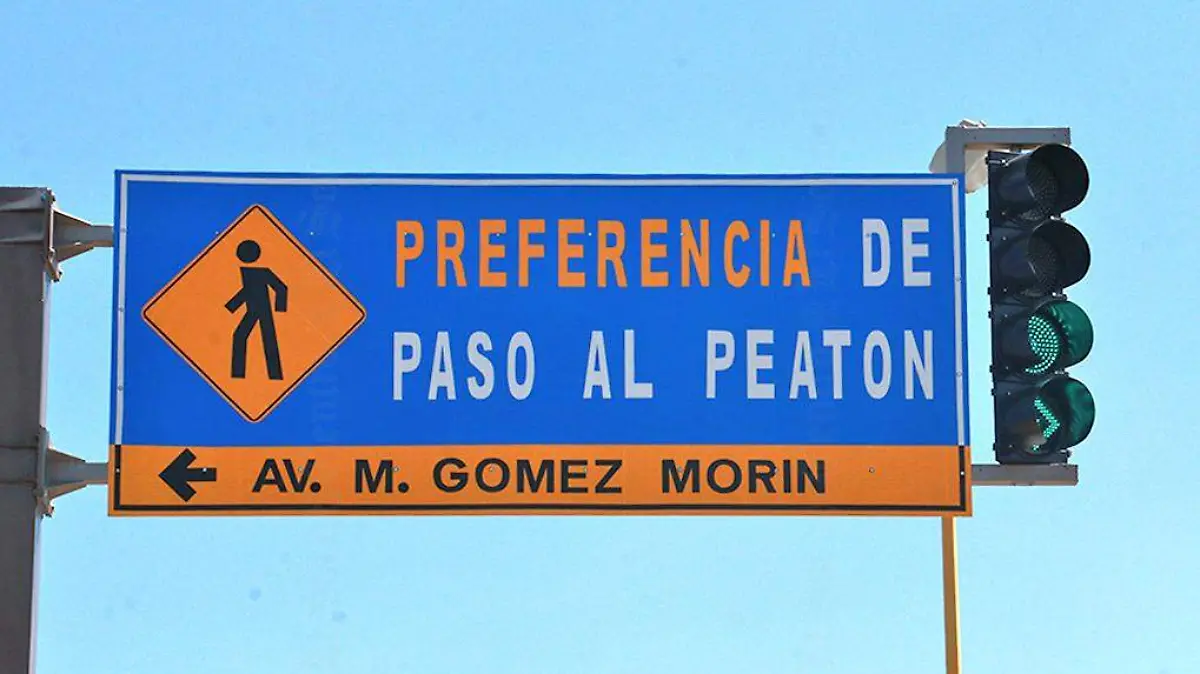 PREFERENCIA DE
PASO AL PEATON
AV. M. GOMEZ MORIN